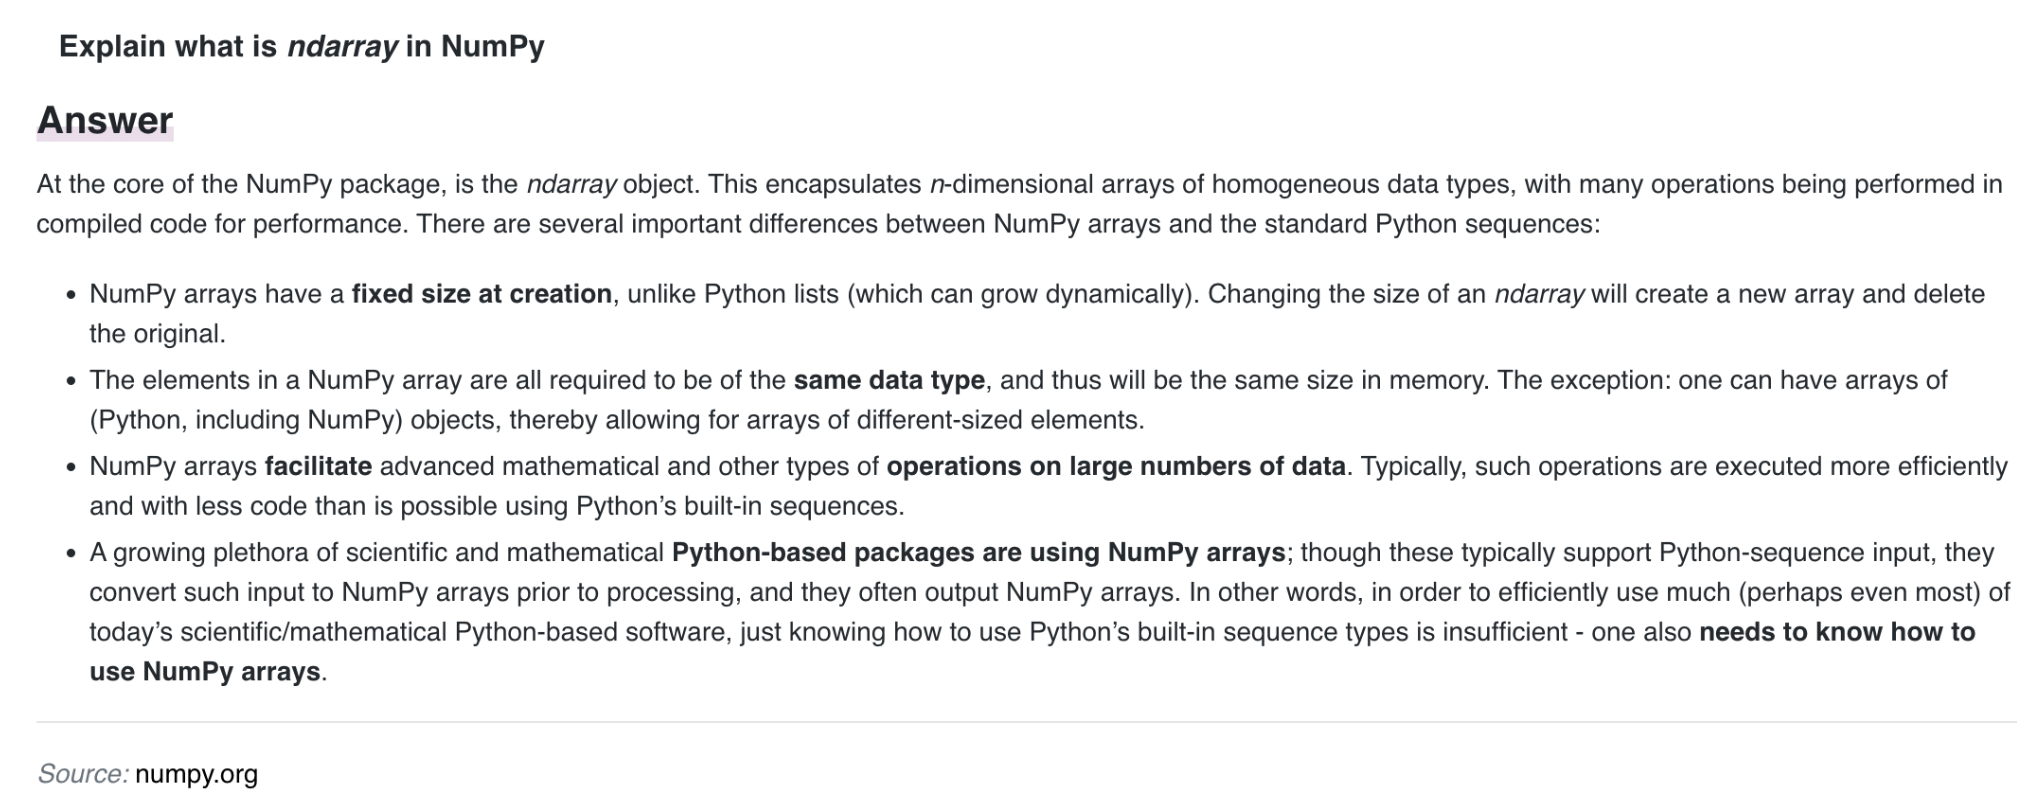 Explain what is ndarray in NumPy
Answer
At the core of the NumPy package, is the ndarray object. This encapsulates n-dimensional arrays of homogeneous data types, with many operations being performed in
compiled code for performance. There are several important differences between NumPy arrays and the standard Python sequences:
• NumPy arrays have a fixed size at creation, unlike Python lists (which can grow dynamically). Changing the size of an ndarray will create a new array and delete
the original.
• The elements in a NumPy array are all required to be of the same data type, and thus will be the same size in memory. The exception: one can have arrays of
(Python, including NumPy) objects, thereby allowing for arrays of different-sized elements.
• NumPy arrays facilitate advanced mathematical and other types of operations on large numbers of data. Typically, such operations are executed more efficiently
and with less code than is possible using Python’s built-in sequences.
• A growing plethora of scientific and mathematical Python-based packages are using NumPy arrays; though these typically support Python-sequence input, they
convert such input to NumPy arrays prior to processing, and they often output NumPy arrays. In other words, in order to efficiently use much (perhaps even most) of
today’s scientific/mathematical Python-based software, just knowing how to use Python’s built-in sequence types is insufficient - one also needs to know how to
use NumPy arrays.
Source: numpy.org